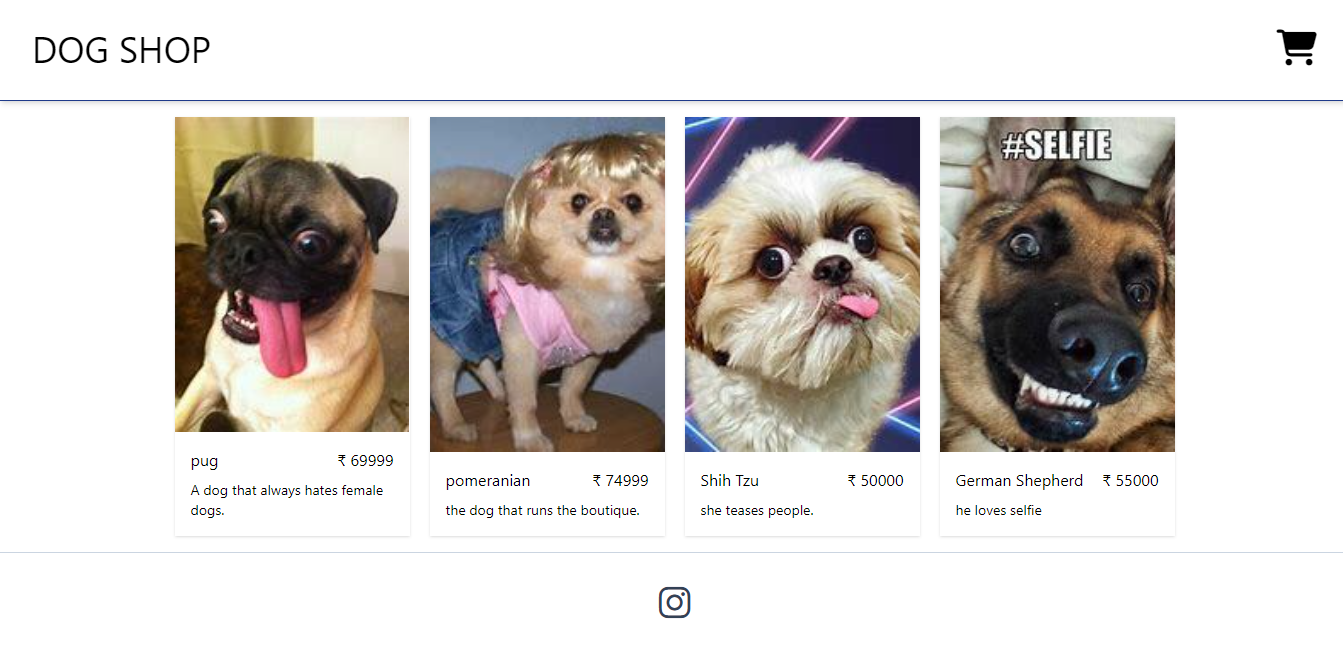 DOG SHOP
#SELFIE
pug ₹ 69999
A dog that always hates female
dogs.
pomeranian ₹ 74999
the dog that runs the boutique.
Shih Tzu ₹ 50000
she teases people.
German Shepherd ₹ 55000
he loves selfie